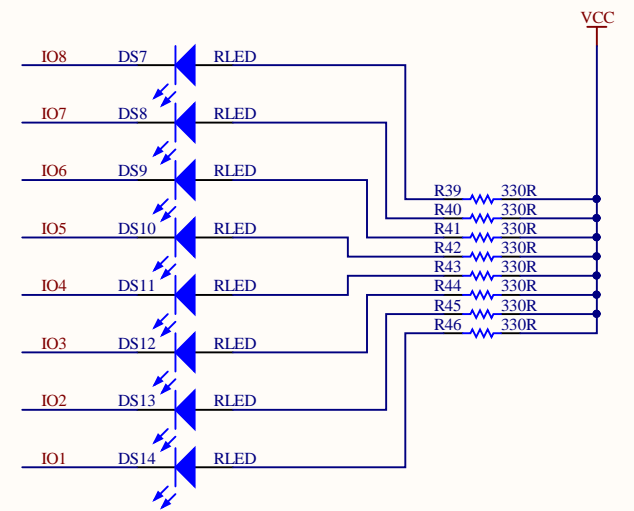 VCC
IO8 DS7 RLED
IO7 DS8 RLED
IO6 DS9 RLED
R39 330R
R40 330R
IO5 DS10 RLED
R41 330R
R42 330R
R43 330R
IO4 DS11 RLED
R44 330R
R45 330R
R46 330R
IO3 DS12 RLED
IO2 DS13 RLED
IO1 DS14 RLED